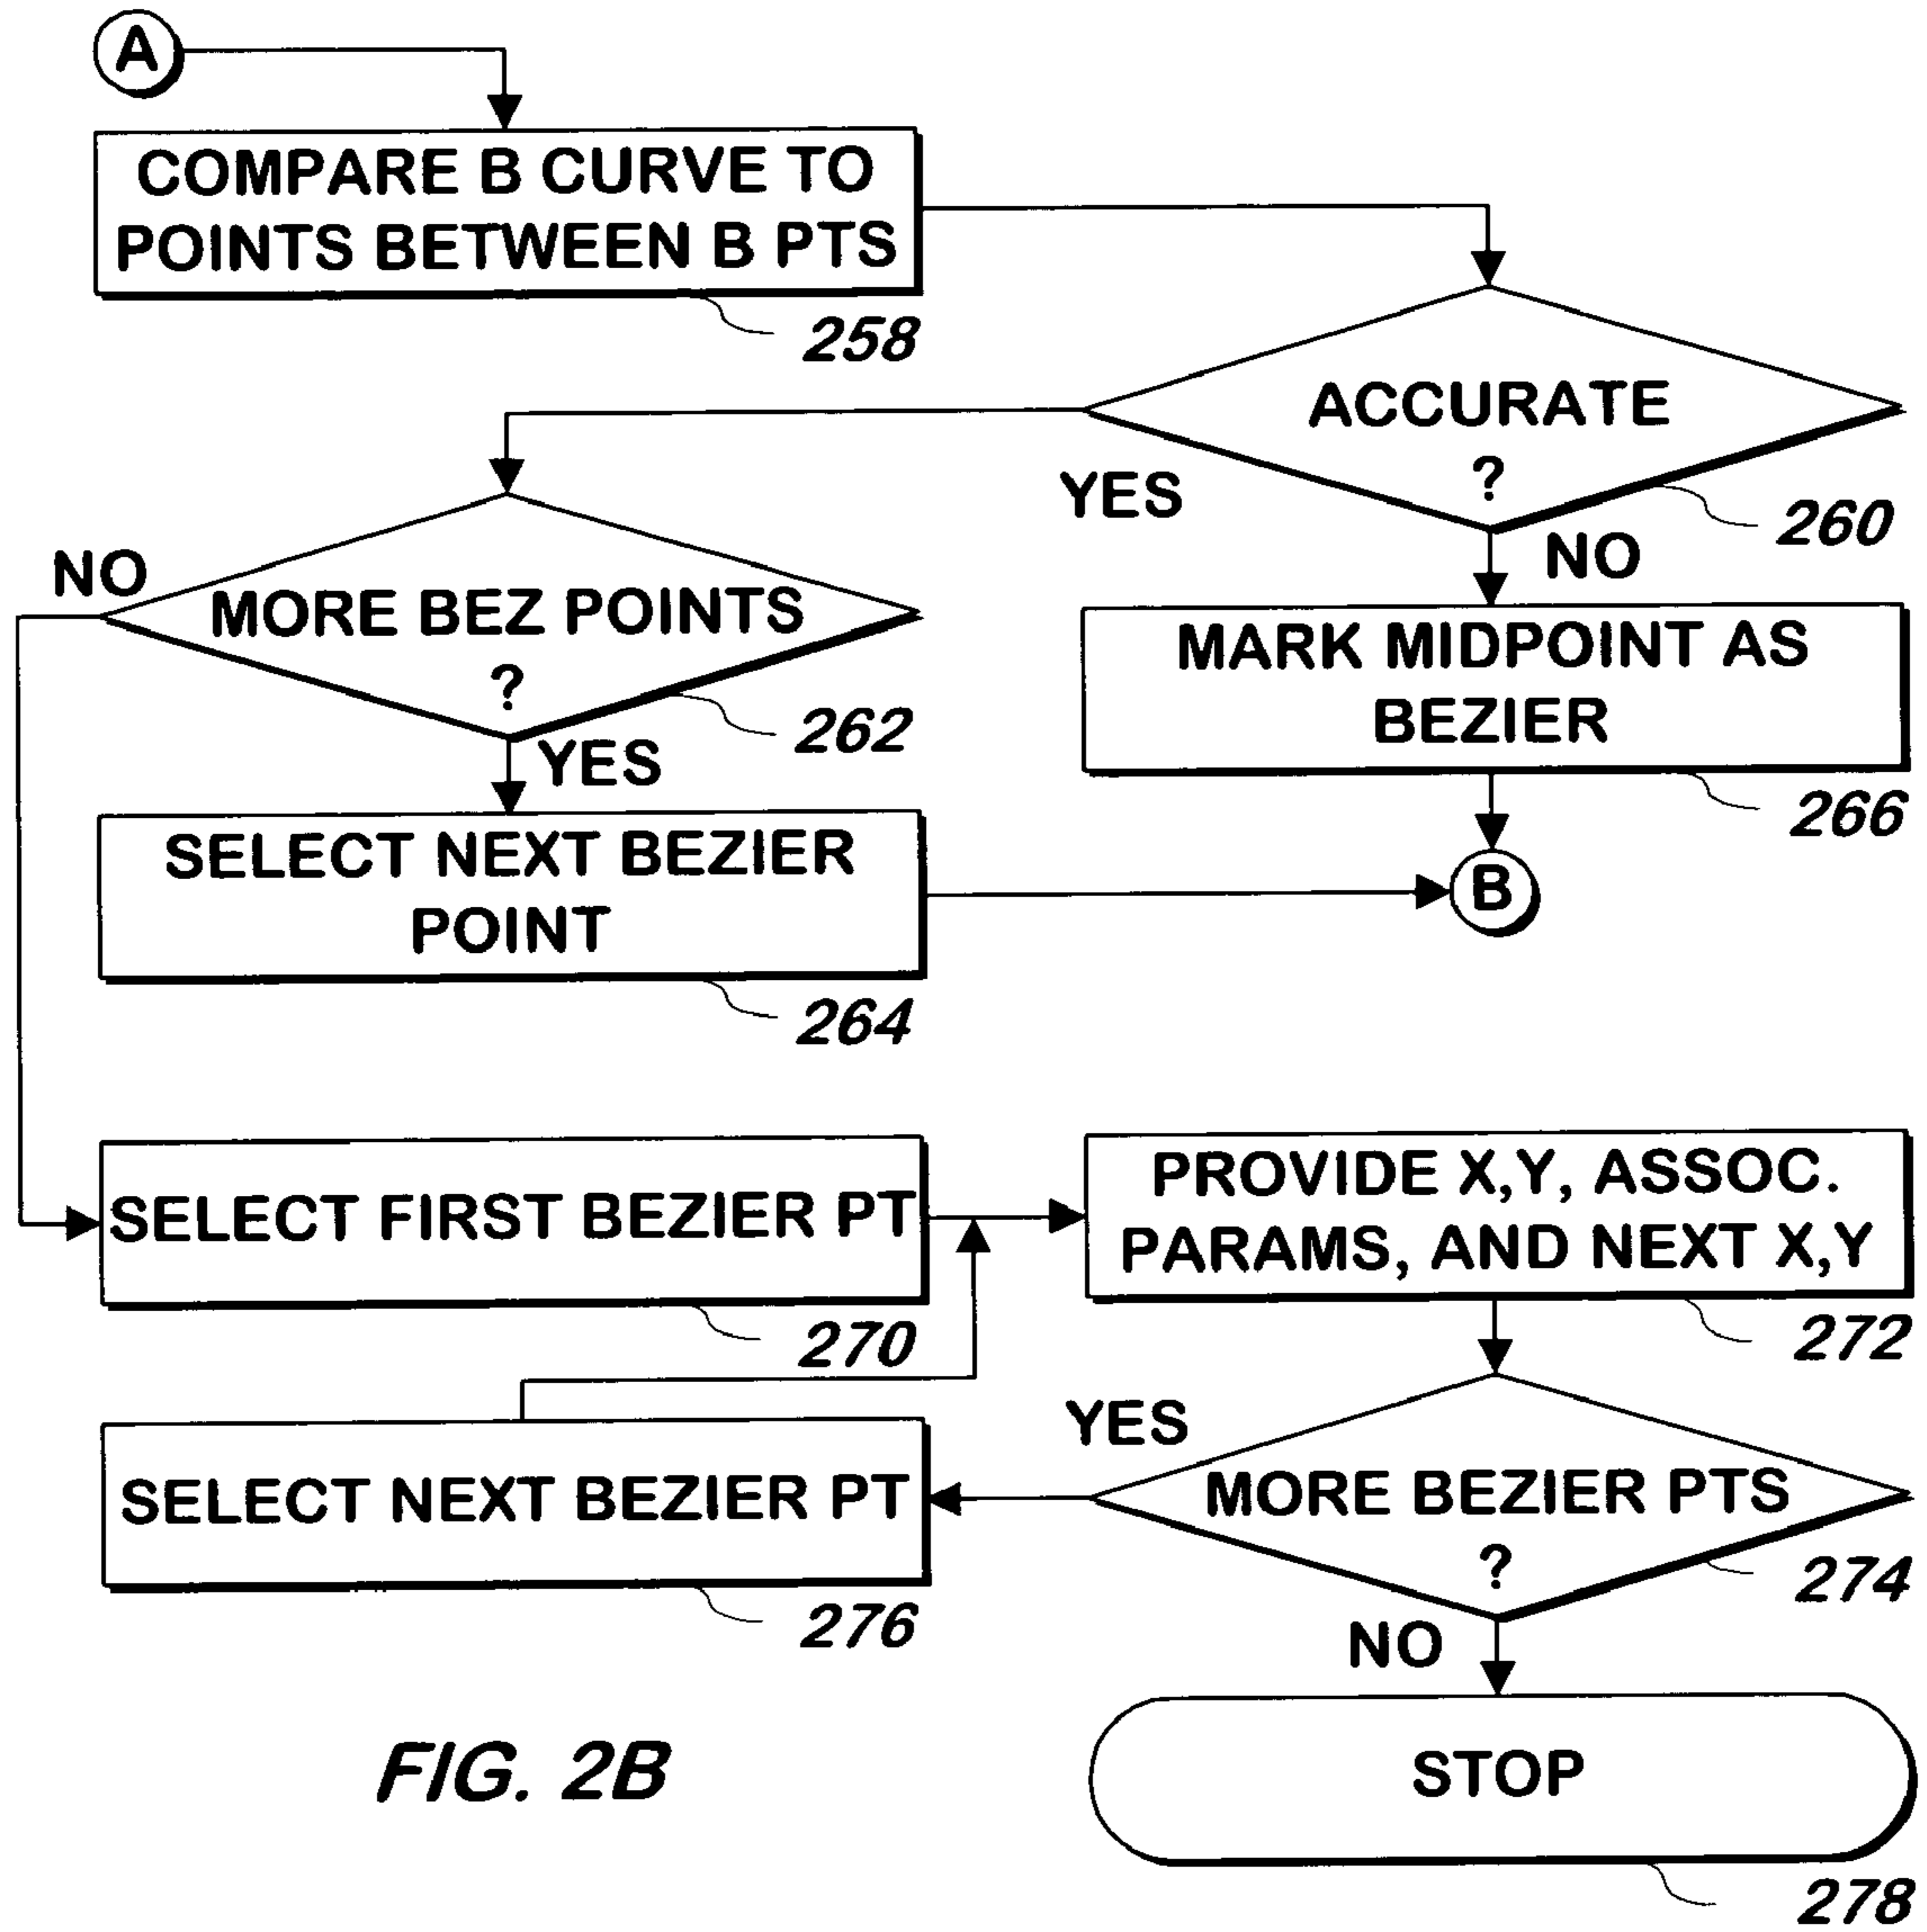 A
COMPARE B CURVE TO
POINTS BETWEEN B PTS
258
ACCURATE
?
YES
260
NO
NO
MORE BEZ POINTS
?
262
YES
MARK MIDPOINT AS
BEZIER
266
SELECT NEXT BEZIER
POINT
264
B
SELECT FIRST BEZIER PT
270
PROVIDE X,Y, ASSOC.
PARAMS, AND NEXT X,Y
272
YES
MORE BEZIER PTS
?
274
SELECT NEXT BEZIER PT
276
NO
STOP
278
FIG. 2B